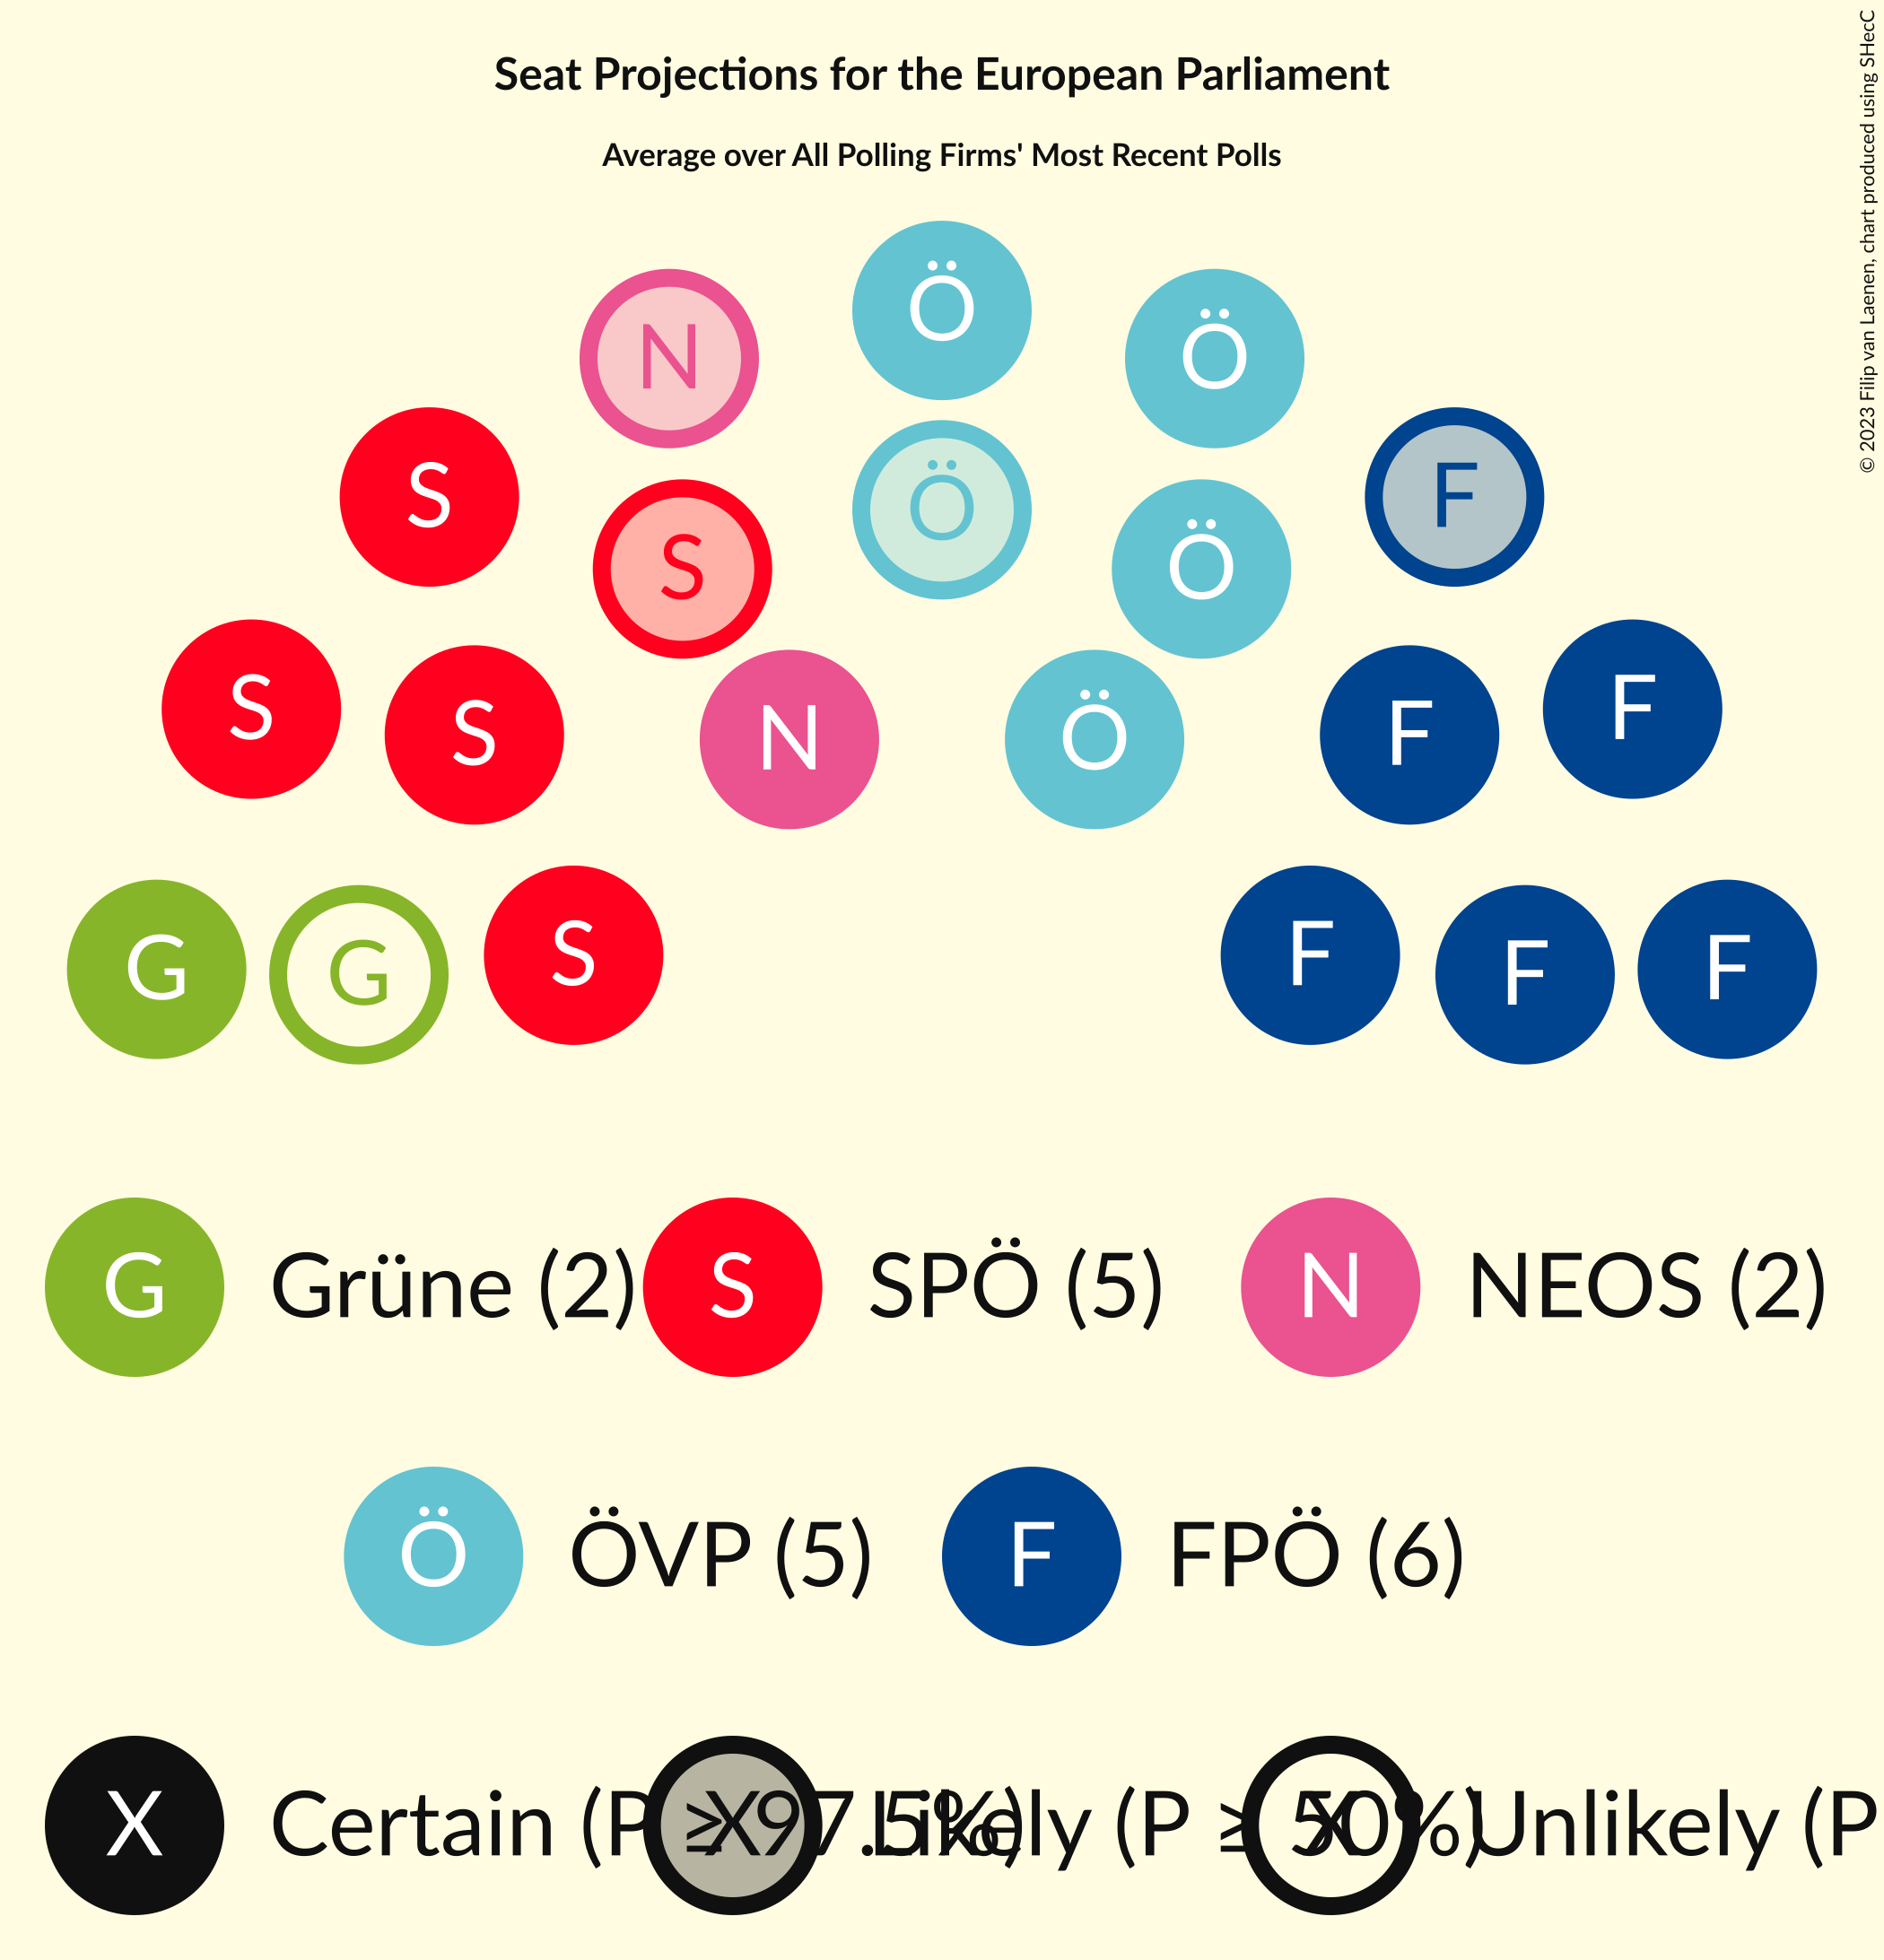 Seat Projections for the European Parliament
Average over All Polling Firms' Most Recent Polls
© 2023 Filip van Laenen, chart produced using SHecC
Ö
N Ö
S F
Ö
S Ö
S F
S F
N Ö
S F
G F
G F
G Grüne (2) S SPÖ (5) N NEOS (2)
Ö ÖVP (5) F FPÖ (6)
X Certain (P ≥ 97.5%) X Likely (P ≥ 50%) X Unlikely (P